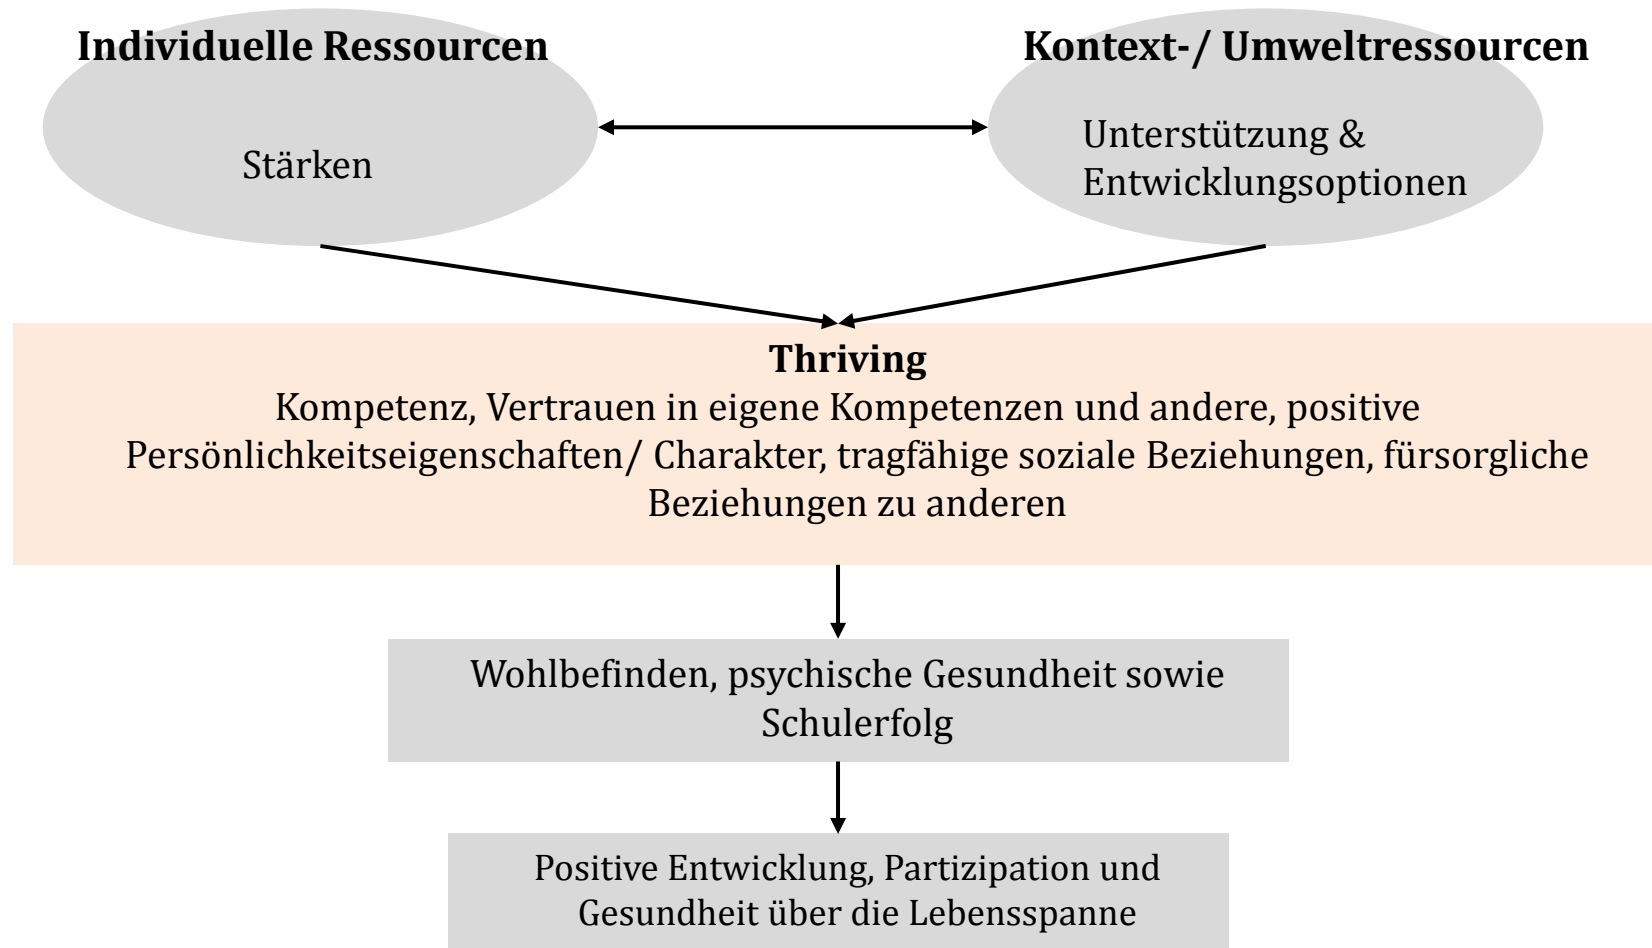 Individuelle Ressourcen
Stärken
Kontext-/ Umweltressourcen
Unterstützung &
Entwicklungsoptionen
Thriving
Kompetenz, Vertrauen in eigene Kompetenzen und andere, positive
Persönlichkeitseigenschaften/ Charakter, tragfähige soziale Beziehungen, fürsorgliche
Beziehungen zu anderen
Wohlbefinden, psychische Gesundheit sowie
Schulerfolg
Positive Entwicklung, Partizipation und
Gesundheit über die Lebensspanne